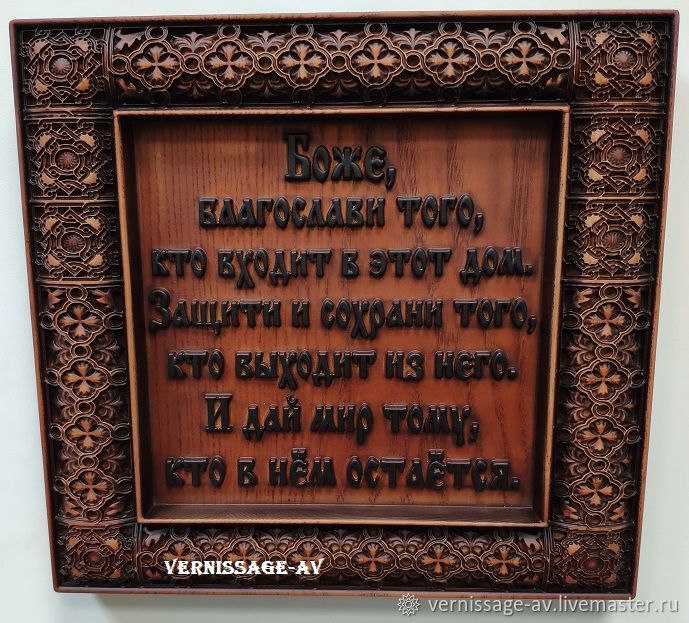 Боже,
благослави того,
кто входит в этот дом.
Защити и сохрани того,
кто выходит из него.
И дай мир тому,
кто в нём остаётся.
VERNISSAGE-AV
vernissage-av.livemaster.ru